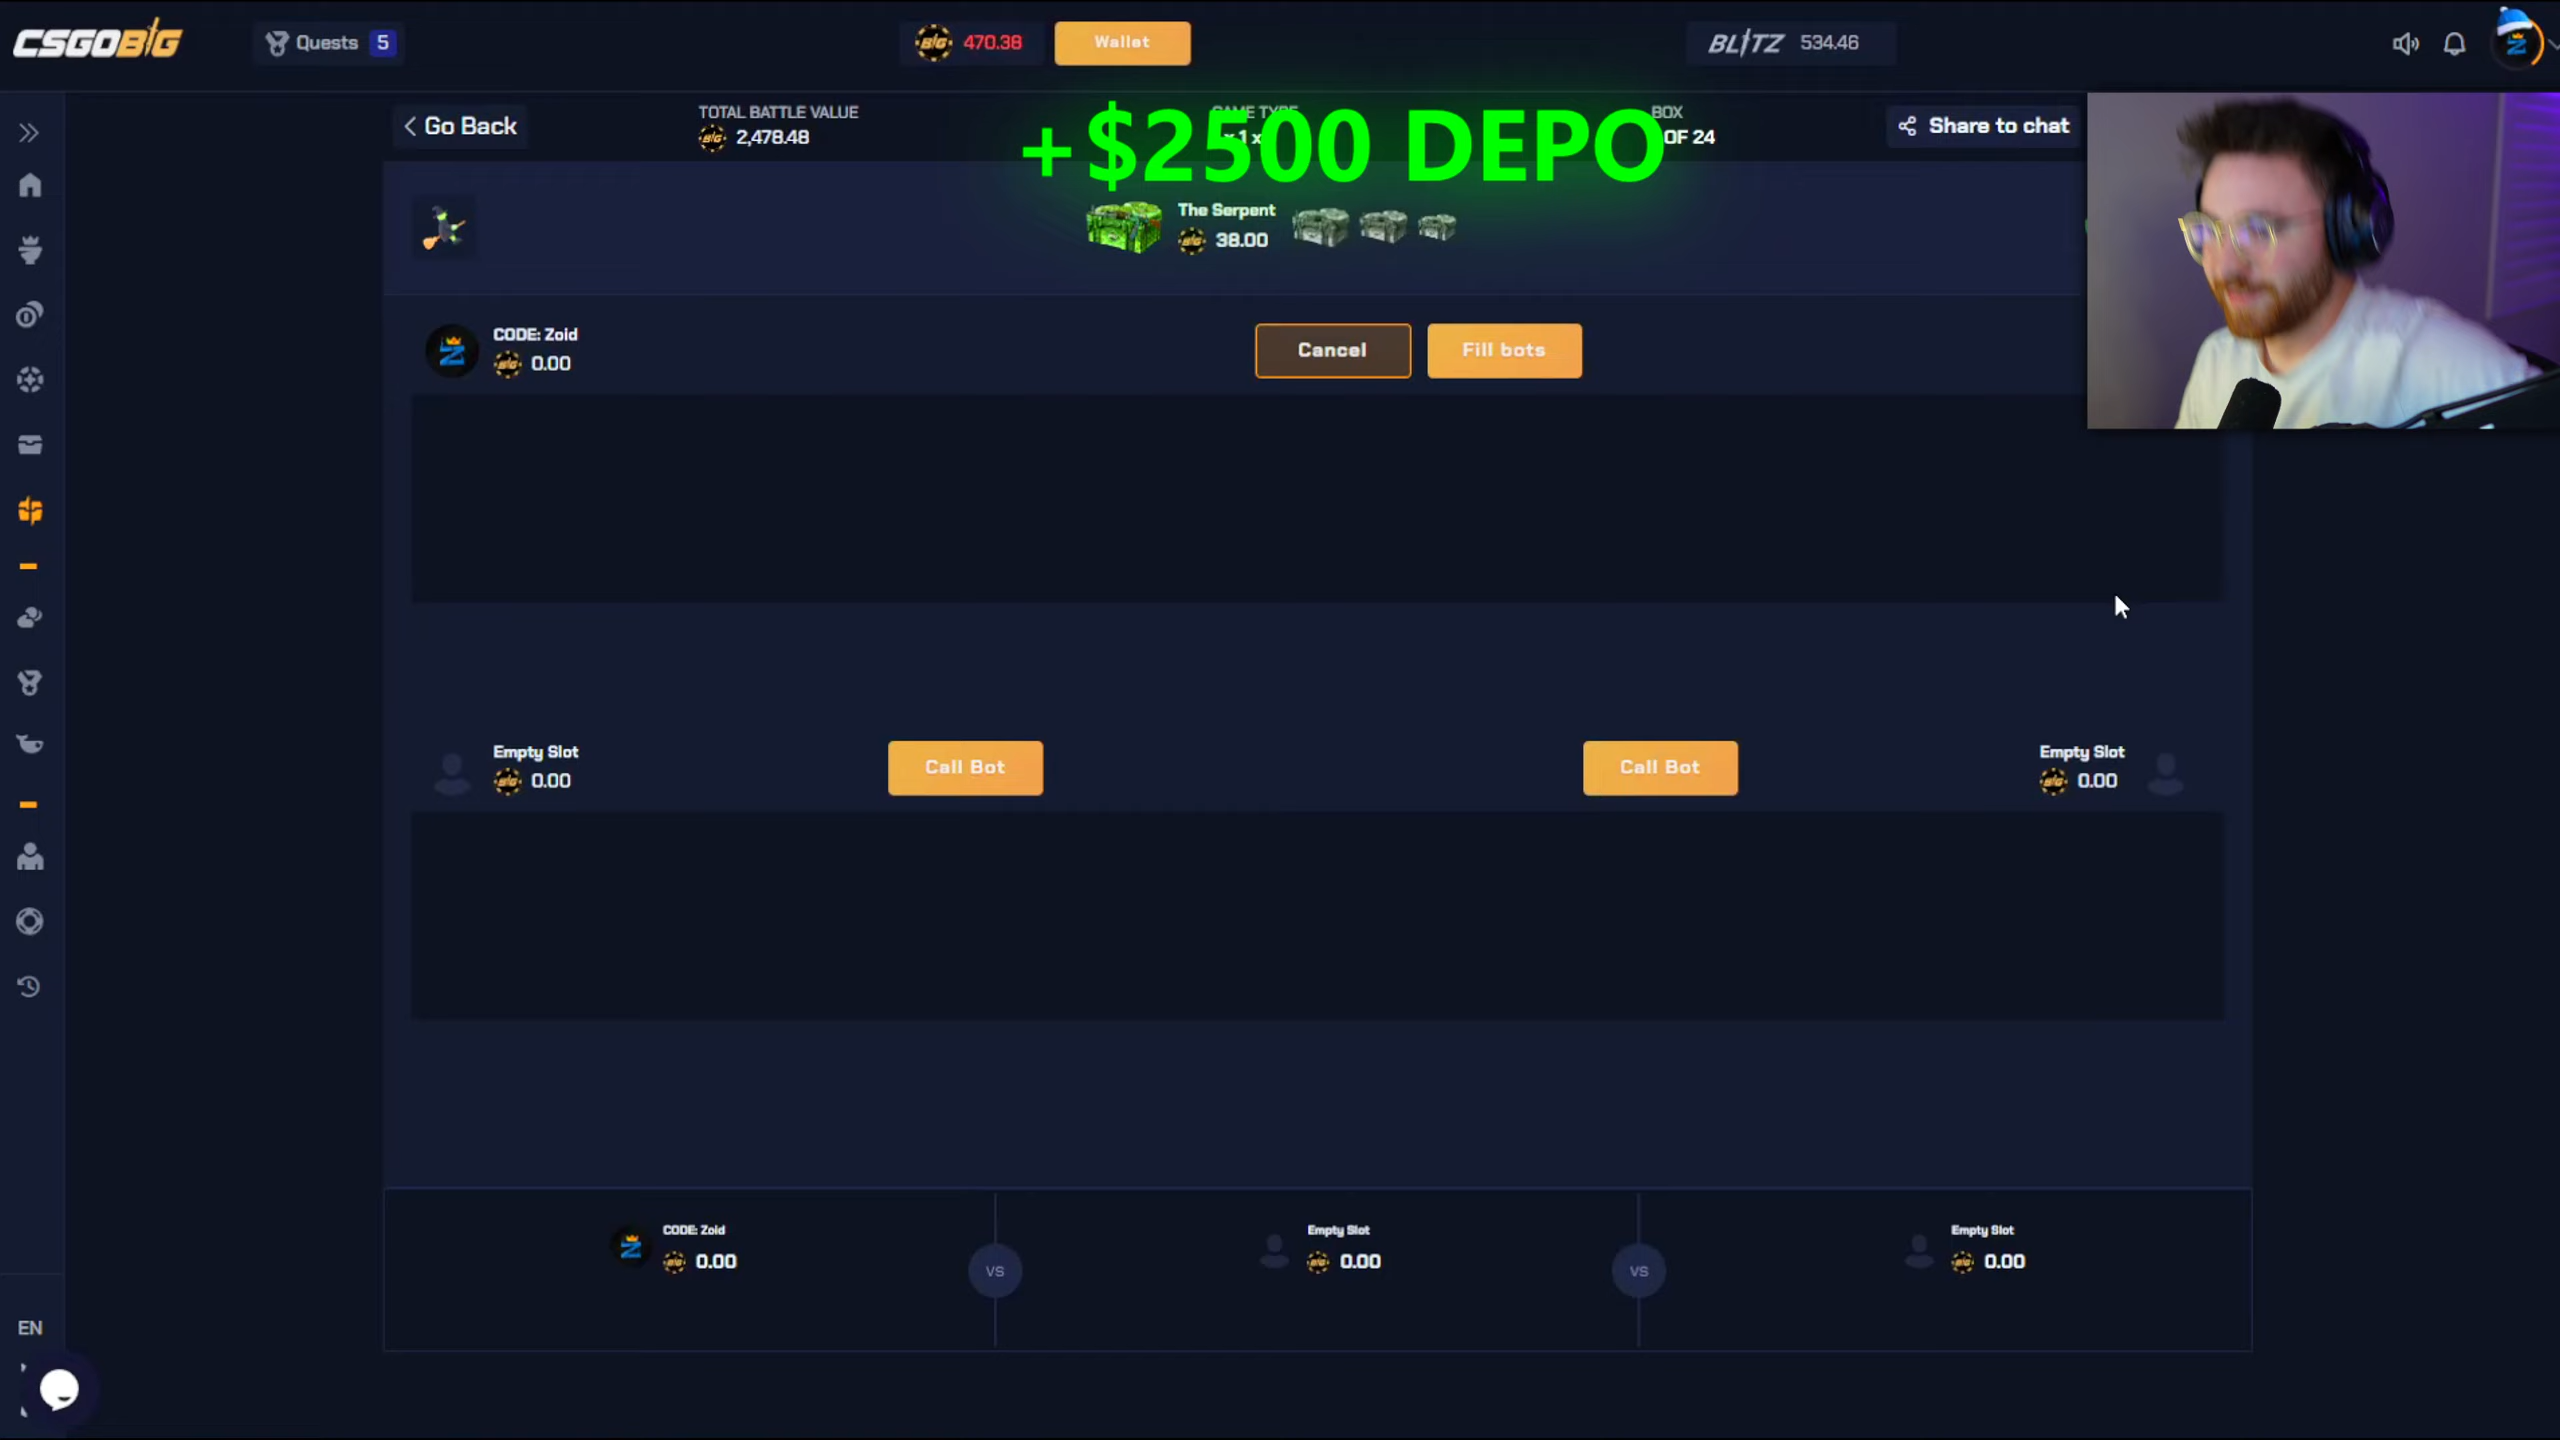 CSGOBIG
Quests 5
470.38
Wallet
BLITZ 534.46
Go Back
TOTAL BATTLE VALUE
2,478.48
+$2500 DEPO
BOX
OF 24
Share to chat
The Serpent
38.00
CODE: Zoid
0.00
Cancel
Fill bots
Empty Slot
0.00
Call Bot
Call Bot
Empty Slot
0.00
CODE: Zoid
0.00
VS
Empty Slot
0.00
VS
Empty Slot
0.00
EN